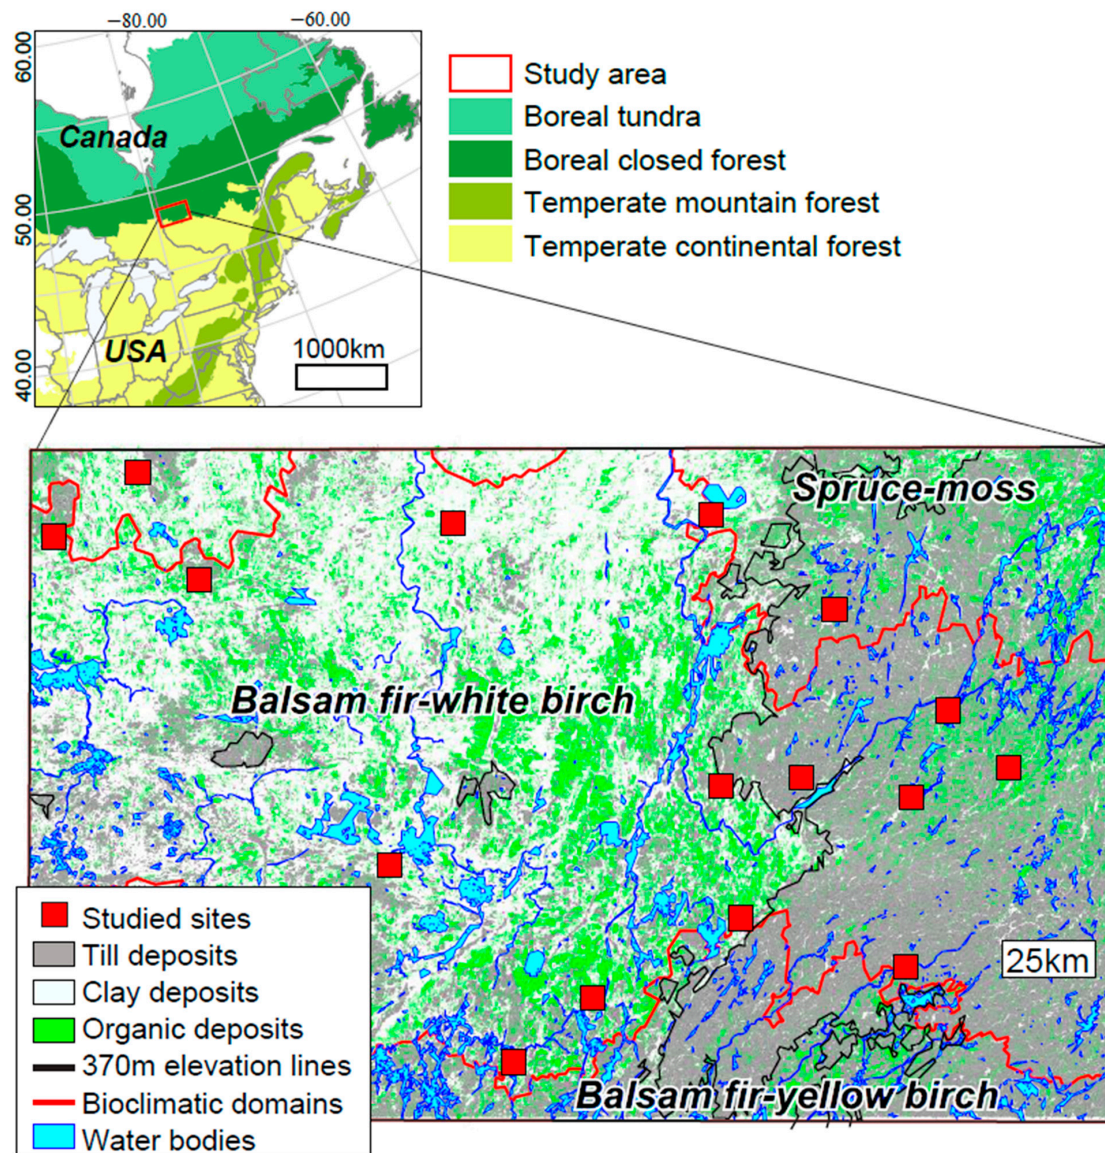 −80.00
−60.00
60.00
50.00
40.00
Canada
USA
1000km
Study area
Boreal tundra
Boreal closed forest
Temperate mountain forest
Temperate continental forest
Spruce-moss
Balsam fir-white birch
Balsam fir-yellow birch
25km
Studied sites
Till deposits
Clay deposits
Organic deposits
370m elevation lines
Bioclimatic domains
Water bodies